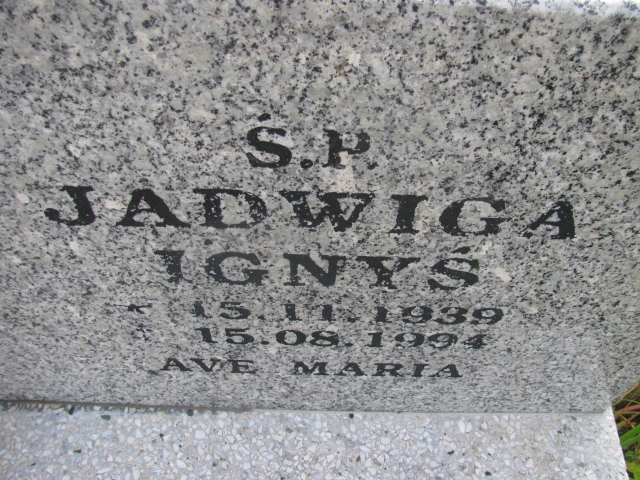 Ś.P.
JADWIGA
IGNYŚ
* 15.11.1939
† 15.08.1994
AVE MARIA